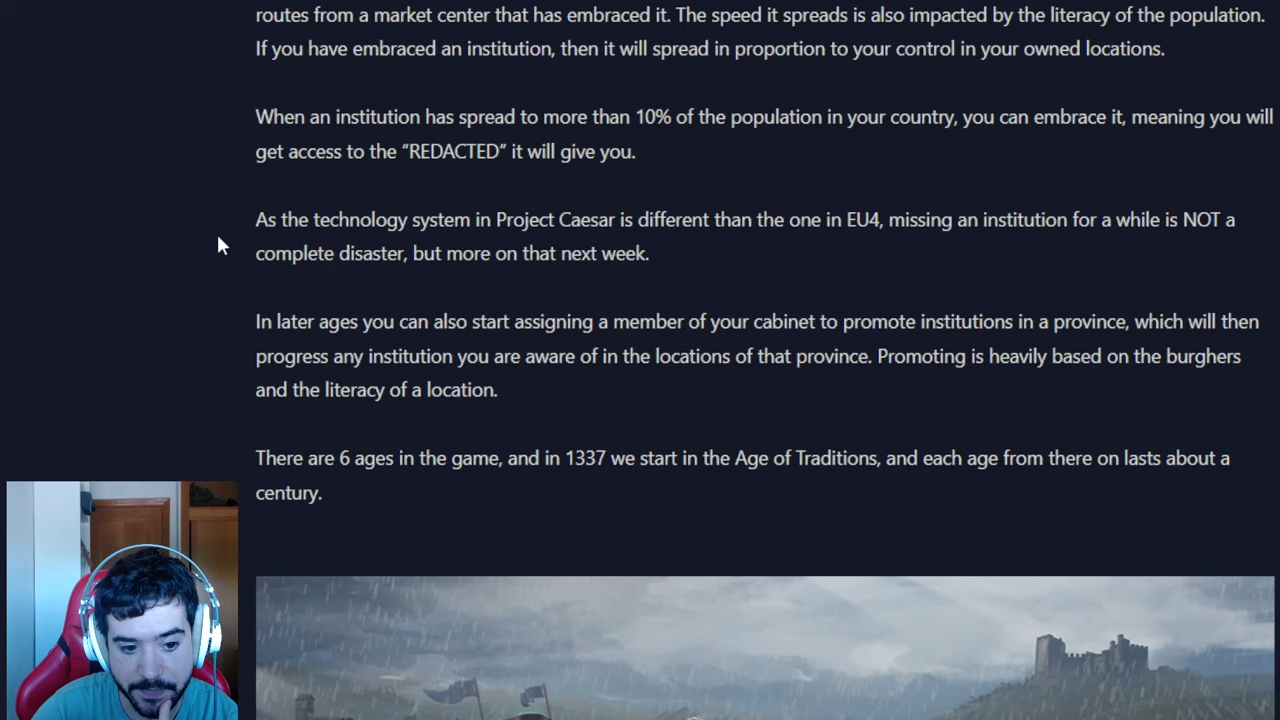 routes from a market center that has embraced it. The speed it spreads is also impacted by the literacy of the population.
If you have embraced an institution, then it will spread in proportion to your control in your owned locations.
When an institution has spread to more than 10% of the population in your country, you can embrace it, meaning you will
get access to the “REDACTED” it will give you.
As the technology system in Project Caesar is different than the one in EU4, missing an institution for a while is NOT a
complete disaster, but more on that next week.
In later ages you can also start assigning a member of your cabinet to promote institutions in a province, which will then
progress any institution you are aware of in the locations of that province. Promoting is heavily based on the burghers
and the literacy of a location.
There are 6 ages in the game, and in 1337 we start in the Age of Traditions, and each age from there on lasts about a
century.